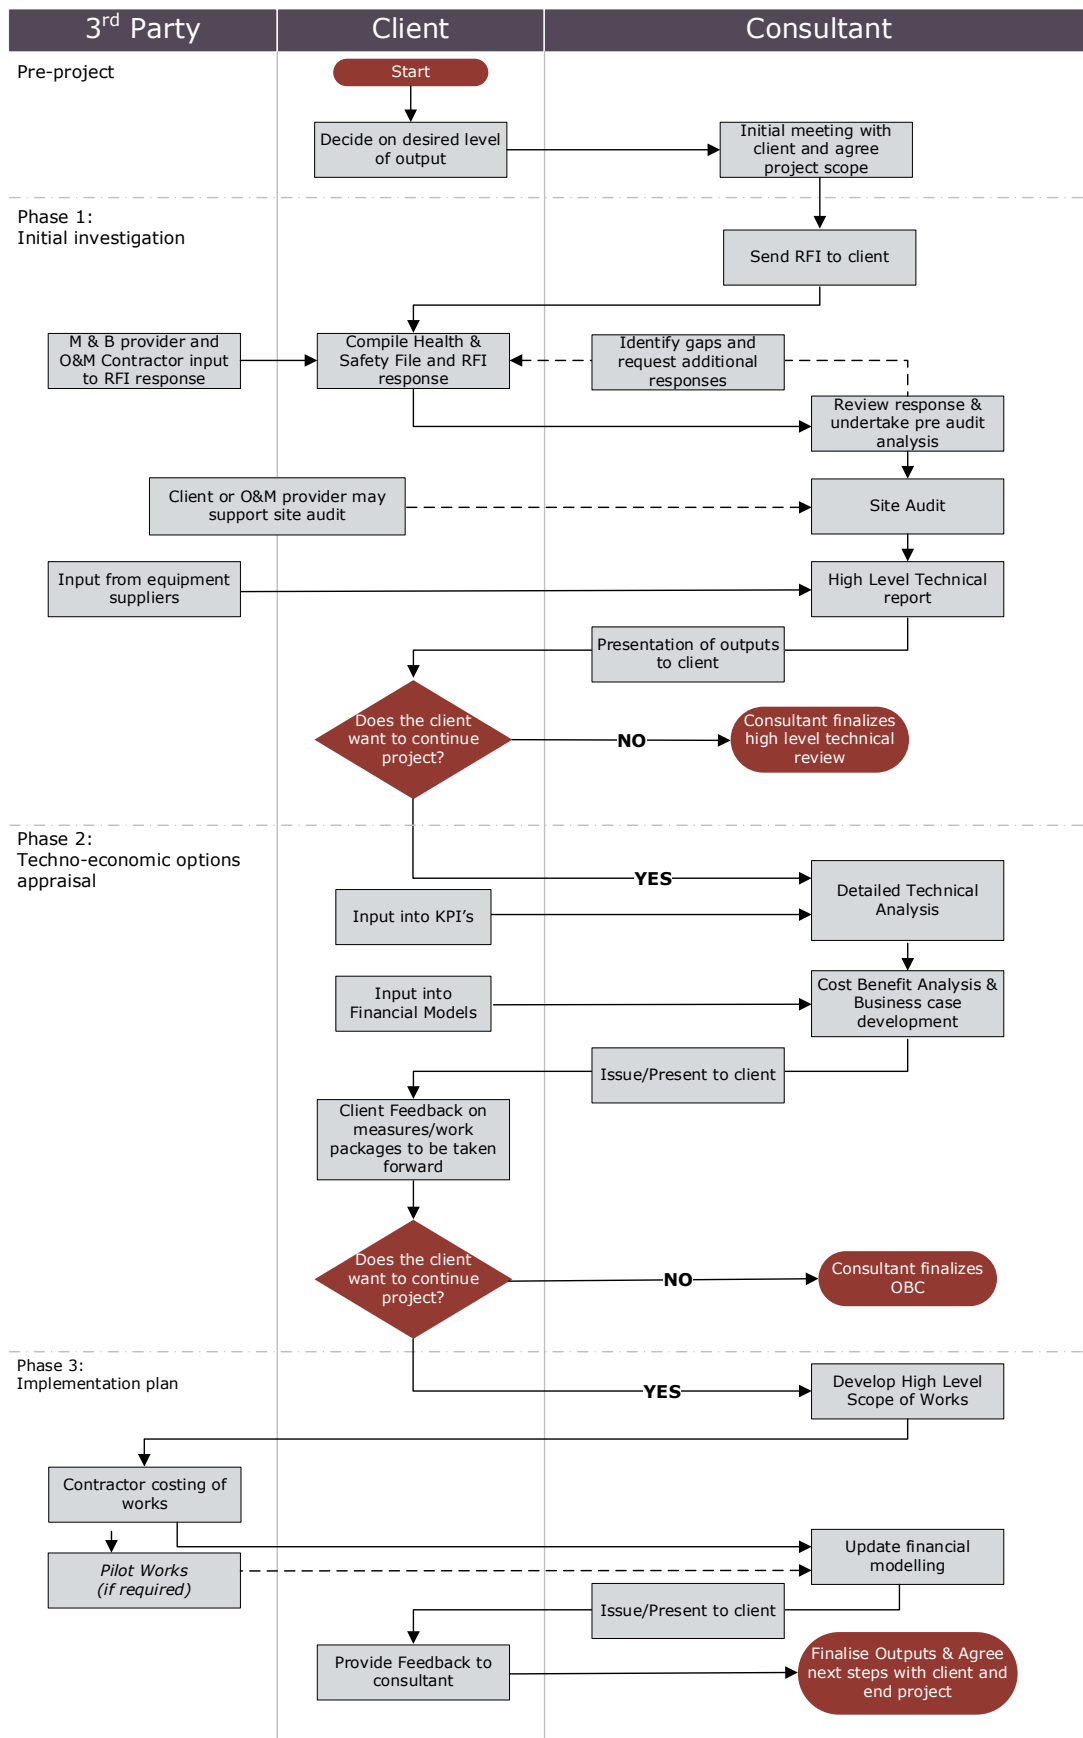 3rd Party
Client
Consultant
Pre-project
Start
Decide on desired level
of output
Initial meeting with
client and agree
project scope
Phase 1:
Initial investigation
Send RFI to client
M & B provider and
O&M Contractor input
to RFI response
Compile Health &
Safety File and RFI
response
Identify gaps and
request additional
responses
Review response &
undertake pre audit
analysis
Client or O&M provider may
support site audit
Site Audit
Input from equipment
suppliers
High Level Technical
report
Presentation of outputs
to client
Does the client
want to continue
project?
NO
Consultant finalizes
high level technical
review
Phase 2:
Techno-economic options
appraisal
YES
Detailed Technical
Analysis
Input into KPI’s
Input into
Financial Models
Cost Benefit Analysis &
Business case
development
Issue/Present to client
Client Feedback on
measures/work
packages to be taken
forward
Does the client
want to continue
project?
NO
Consultant finalizes
OBC
Phase 3:
Implementation plan
YES
Develop High Level
Scope of Works
Contractor costing of
works
Update financial
modelling
Pilot Works
(if required)
Issue/Present to client
Provide Feedback to
consultant
Finalise Outputs & Agree
next steps with client and
end project